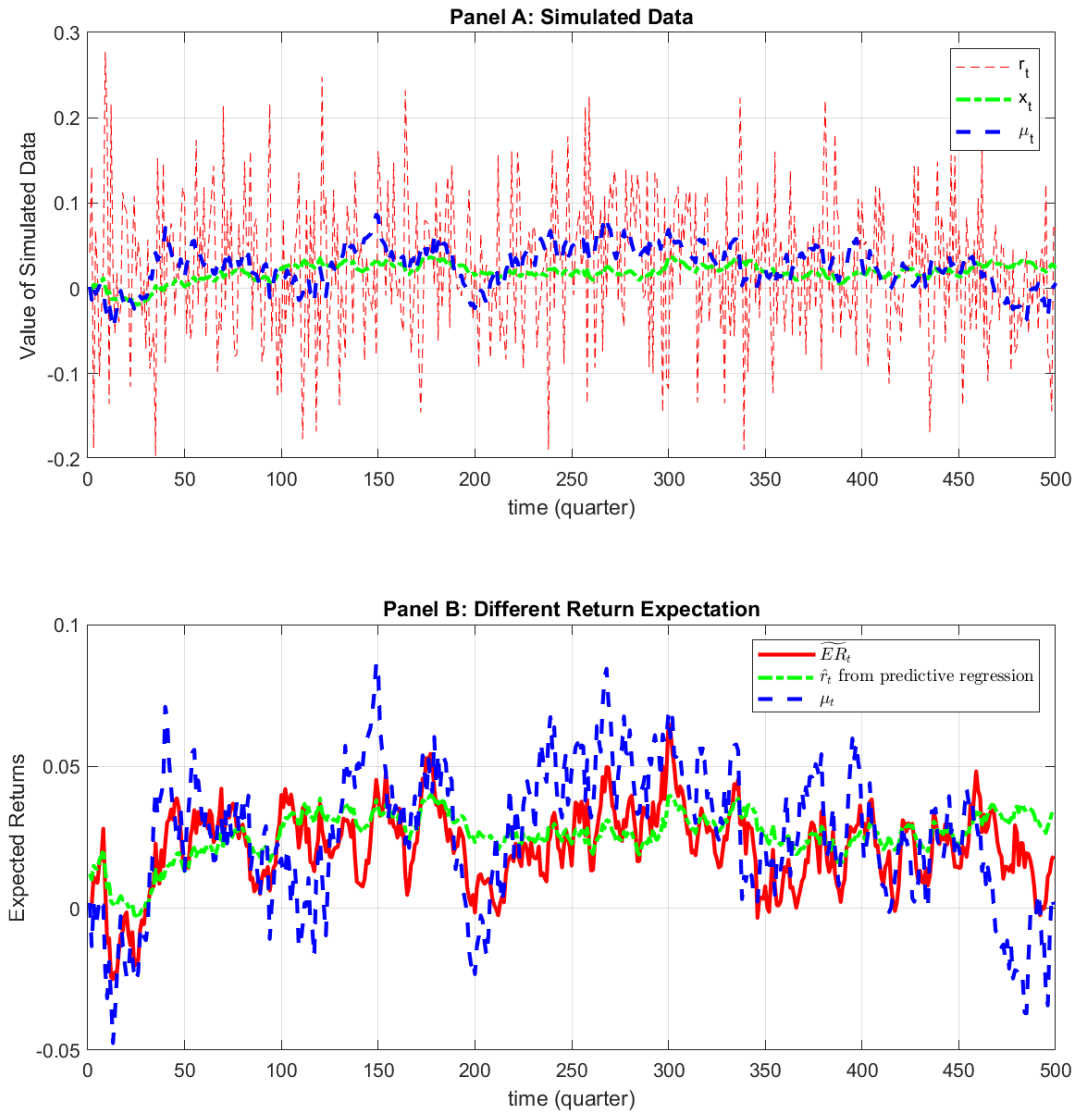 Panel A: Simulated Data
0.3
0.2
0.1
0
-0.1
-0.2
Value of Simulated Data
r_t
x_t
μ_t
0 50 100 150 200 250 300 350 400 450 500
time (quarter)
Panel B: Different Return Expectation
0.1
0.05
0
-0.05
Expected Returns
\widetilde{ER}_t
r̂_t from predictive regression
μ_t
0 50 100 150 200 250 300 350 400 450 500
time (quarter)